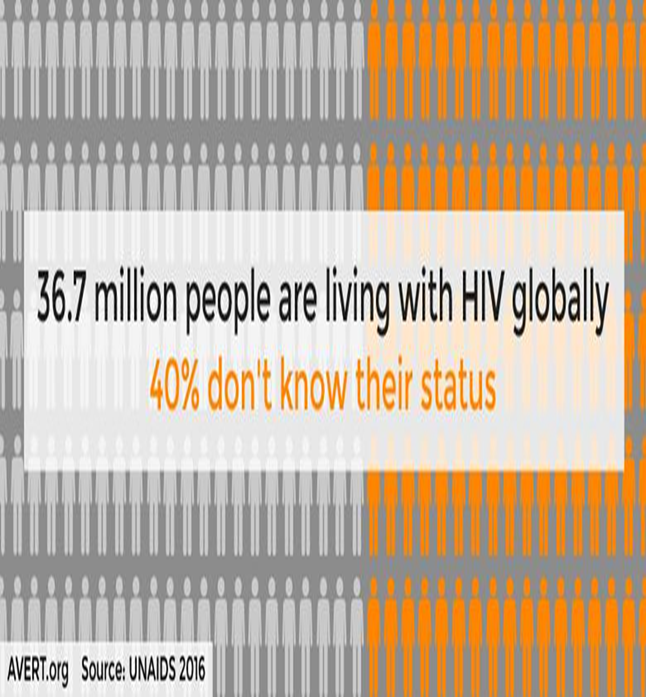 36.7 million people are living with HIV globally
40% don't know their status
AVERT.org Source: UNAIDS 2016